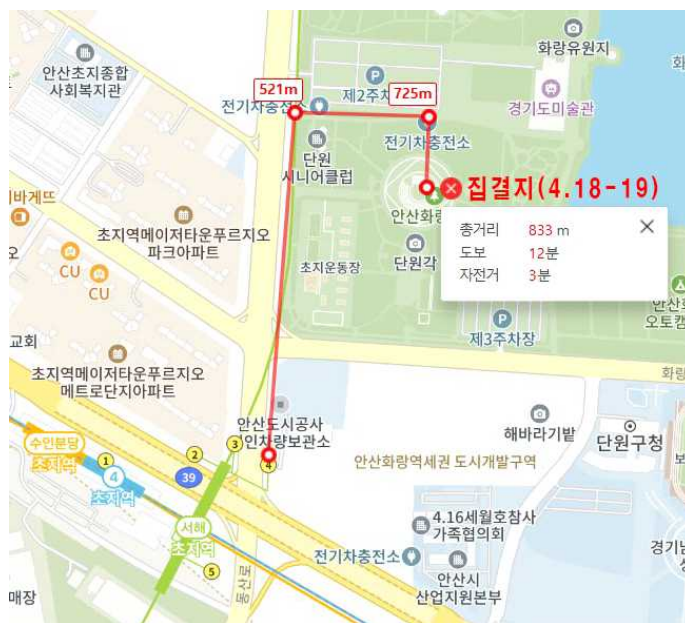 화랑유원지
안산초지종합
사회복지관
521m
전기차충전소
제2주차
725m
경기도미술관
전기차충전소
단원
시니어클럽
집결지(4.18-19)
안산화랑
총거리 833 m
도보 12분
자전거 3분
바게뜨
초지역메이저타운푸르지오
파크아파트
단원각
초지운동장
CU
CU
제3주차장
오토캠
교회
화랑
초지역메이저타운푸르지오
메트로단지아파트
안산도시공사
인차량보관소
해바라기밭
단원구청
수인분당
초지역
1
2
3
4
4
초지역
39
안산화랑역세권 도시개발구역
서해
초지역
4.16세월호참사
가족협의회
전기차충전소
안산시
산업지원본부
경기남
5
동산로
매장